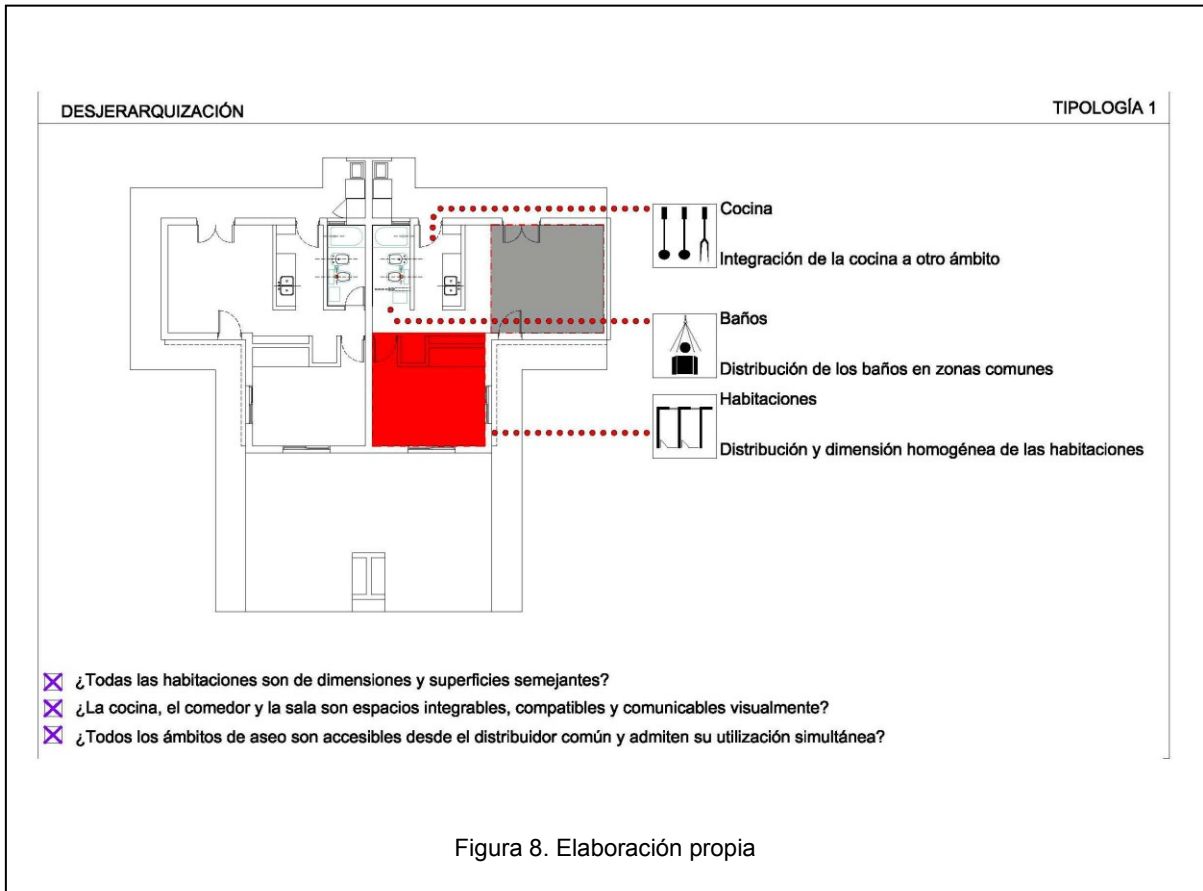 DESJERARQUIZACIÓN
TIPOLOGÍA 1
Cocina
Integración de la cocina a otro ámbito
Baños
Distribución de los baños en zonas comunes
Habitaciones
Distribución y dimensión homogénea de las habitaciones
¿Todas las habitaciones son de dimensiones y superficies semejantes?
¿La cocina, el comedor y la sala son espacios integrables, compatibles y comunicables visualmente?
¿Todos los ámbitos de aseo son accesibles desde el distribuidor común y admiten su utilización simultánea?
Figura 8. Elaboración propia